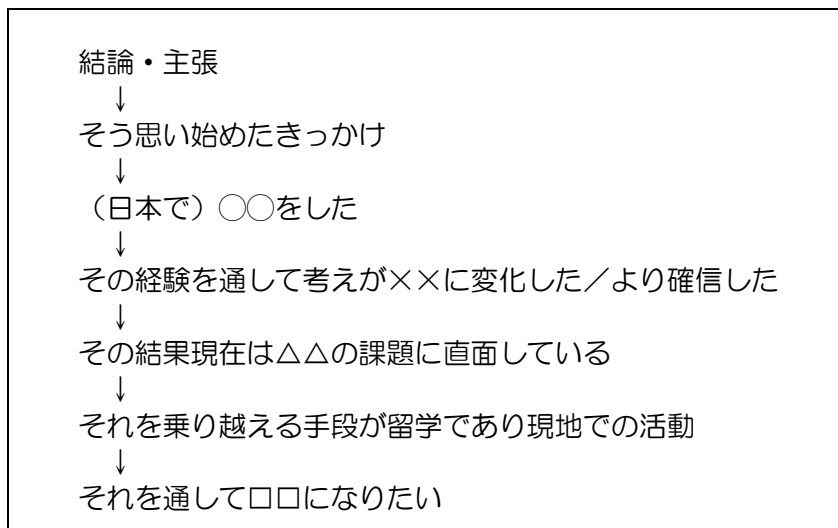 結論・主張
↓
そう思い始めたきっかけ
↓
（日本で）○○をした
↓
その経験を通して考えが××に変化した／より確信した
↓
その結果現在は△△の課題に直面している
↓
それを乗り越える手段が留学であり現地での活動
↓
それを通して□□になりたい